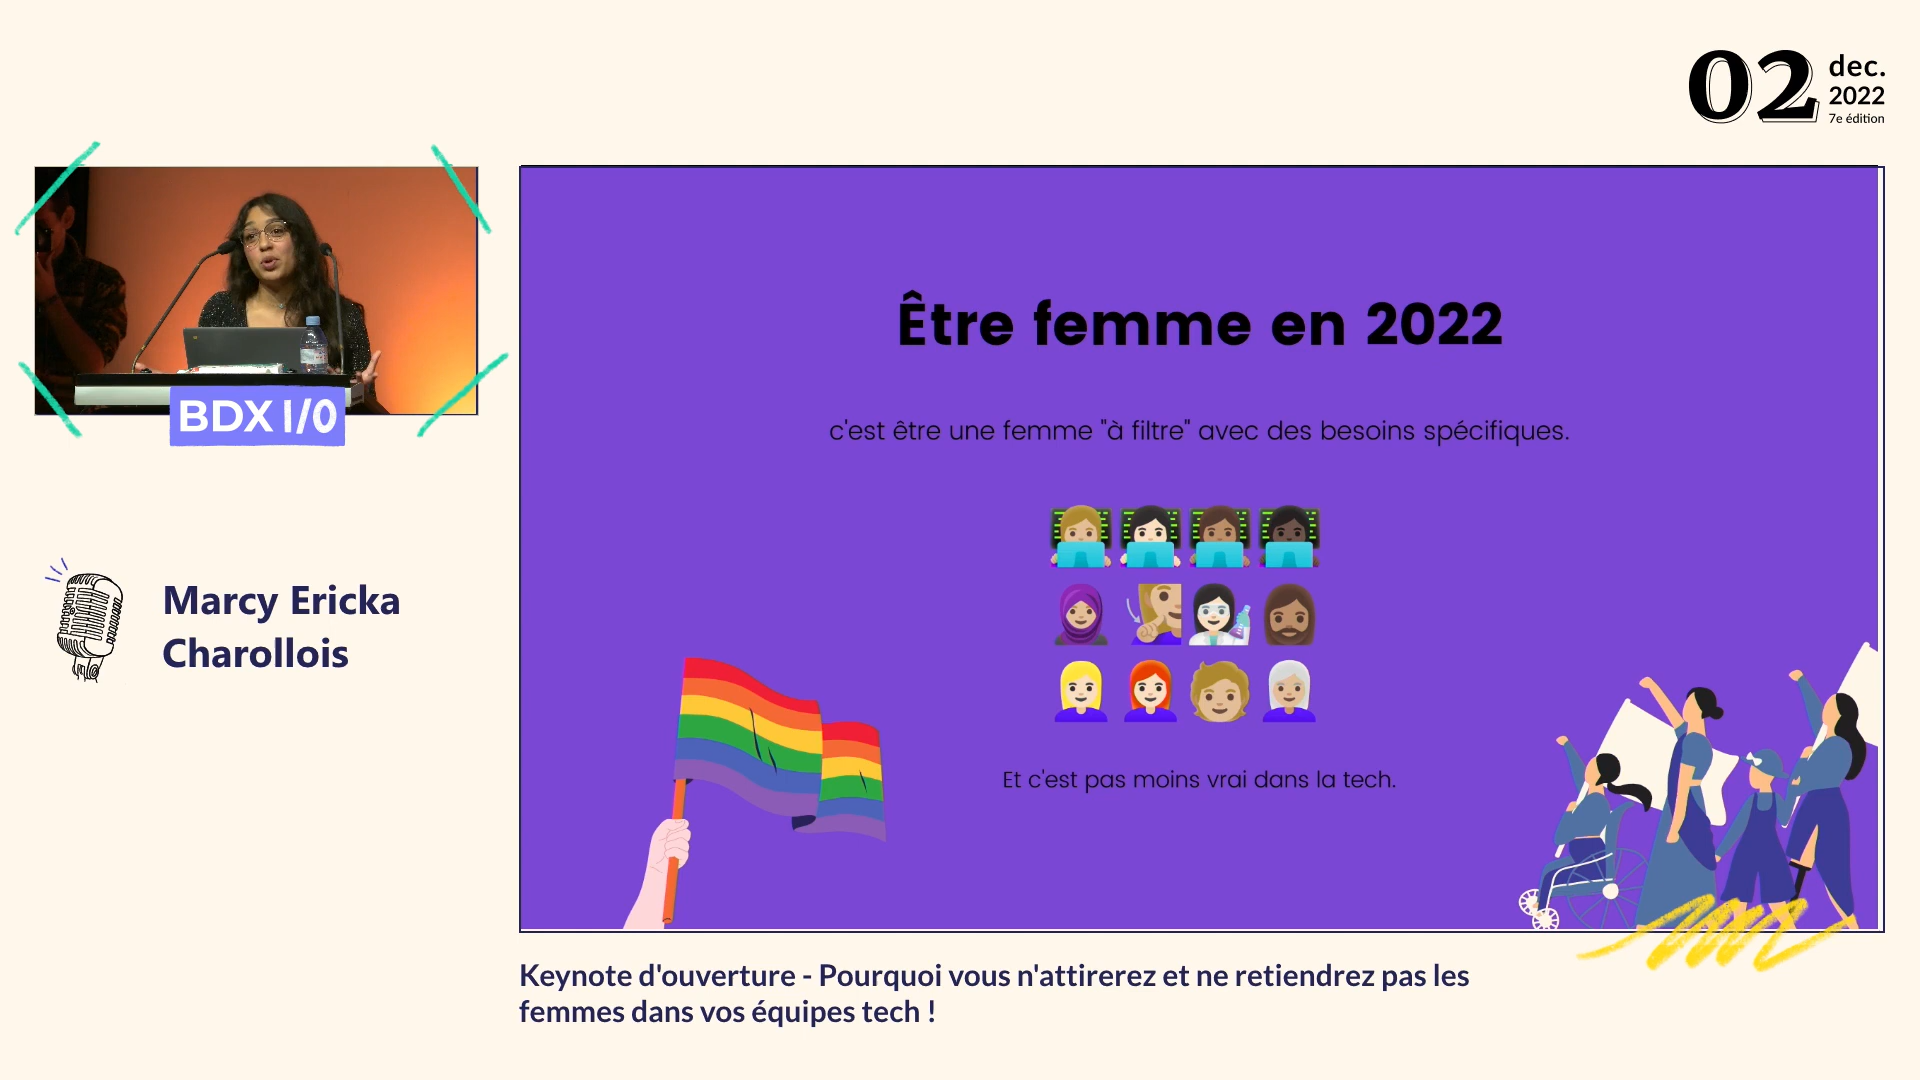 02
dec.
2022
7e édition
BDX I/O
Marcy Ericka
Charollois
Être femme en 2022
c'est être une femme "à filtre" avec des besoins spécifiques.
Et c'est pas moins vrai dans la tech.
Keynote d'ouverture - Pourquoi vous n'attirerez et ne retiendrez pas les
femmes dans vos équipes tech !